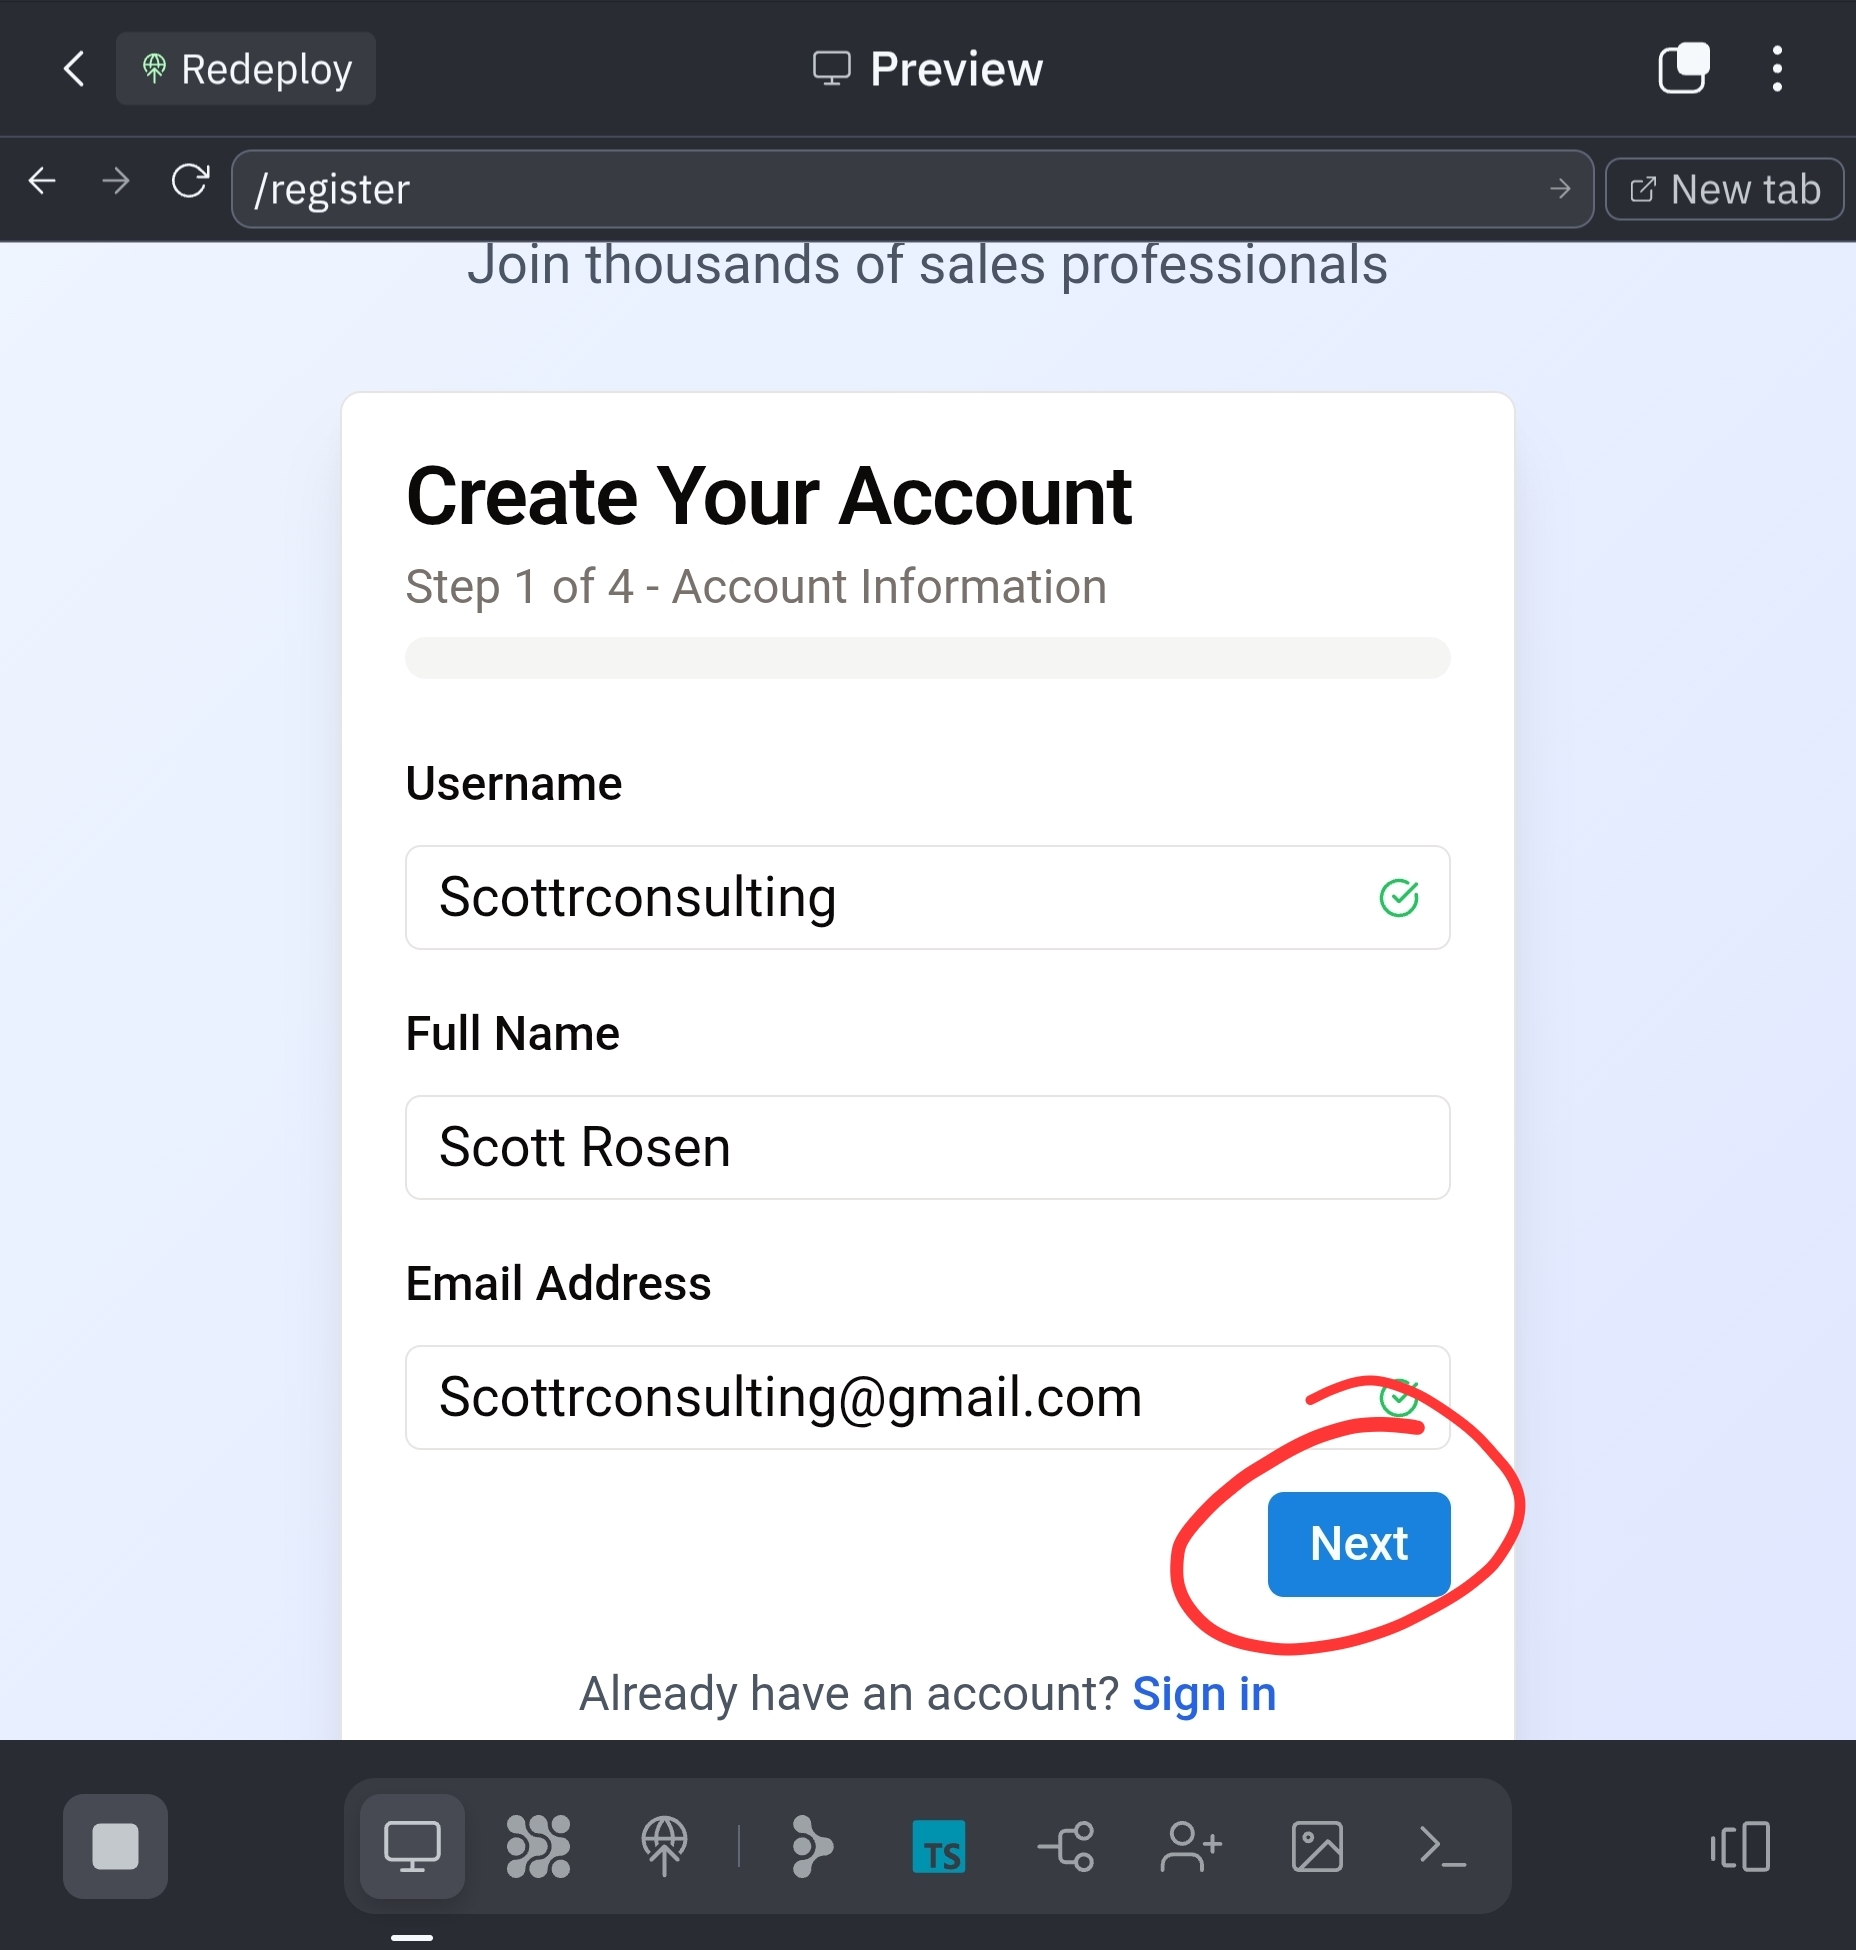 Redeploy
Preview
/register
New tab
Join thousands of sales professionals
Create Your Account
Step 1 of 4 - Account Information
Username
Scottrconsulting
Full Name
Scott Rosen
Email Address
Scottrconsulting@gmail.com
Next
Already have an account? Sign in
TS